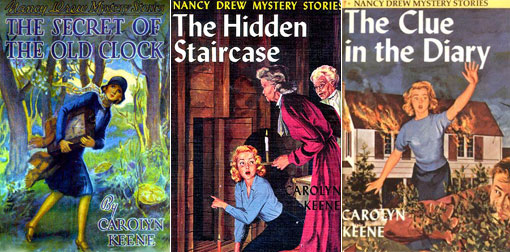 Nancy Drew Mystery Stories
THE SECRET OF
THE OLD CLOCK
By
CAROLYN
KEENE
NANCY DREW MYSTERY STORIES
The Hidden
Staircase
CAROLYN
KEENE
NANCY DREW MYSTERY STORIES
The Clue
in the Diary
CAROLYN
KEENE